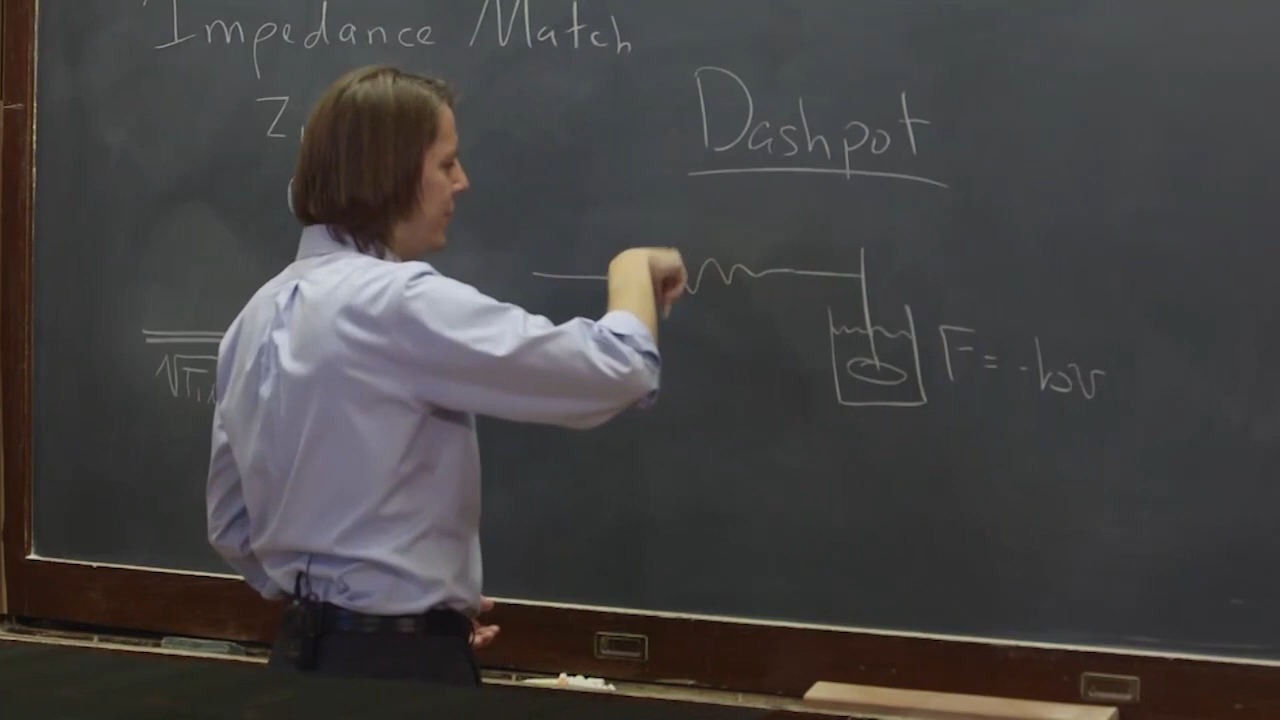 Impedance Match
Z
Dashpot
F = -bv